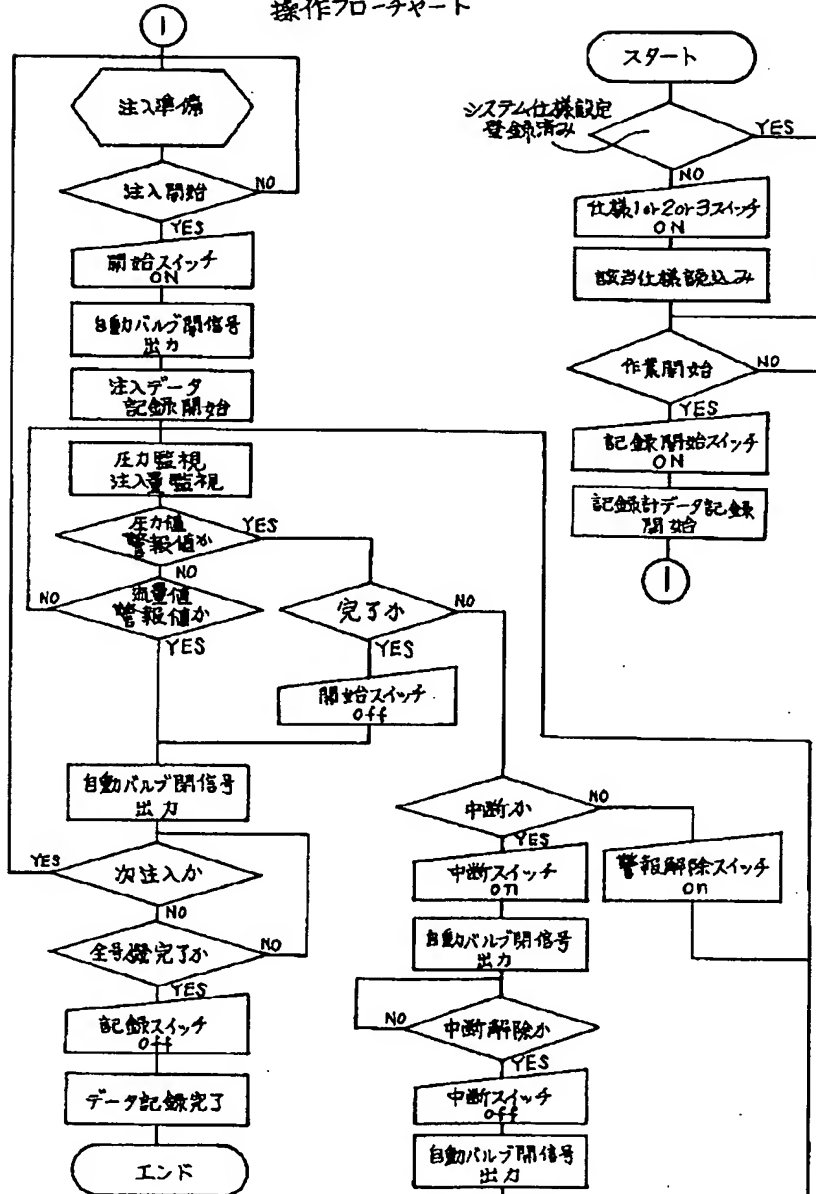 操作フローチャート
1
注入準備
注入開始
NO
YES
開始スイッチ
ON
自動バルブ開信号
出力
注入データ
記録開始
圧力監視
注入量監視
圧力値
警報値か
YES
NO
流量値
警報値か
NO
YES
完了か
NO
YES
開始スイッチ
Off
自動バルブ閉信号
出力
次注入か
YES
NO
完了か
NO
YES
記録スイッチ
Off
データ記録完了
エンド
スタート
システム仕様設定
登録済み
YES
NO
仕様1or2or3スイッチ
ON
該当仕様読込み
作業開始
NO
YES
記録開始スイッチ
ON
記録計データ記録
開始
1
中断か
NO
YES
中断スイッチ
on
警報解除スイッチ
on
自動バルブ閉信号
出力
中断解除か
NO
YES
中断スイッチ
off
自動バルブ開信号
出力